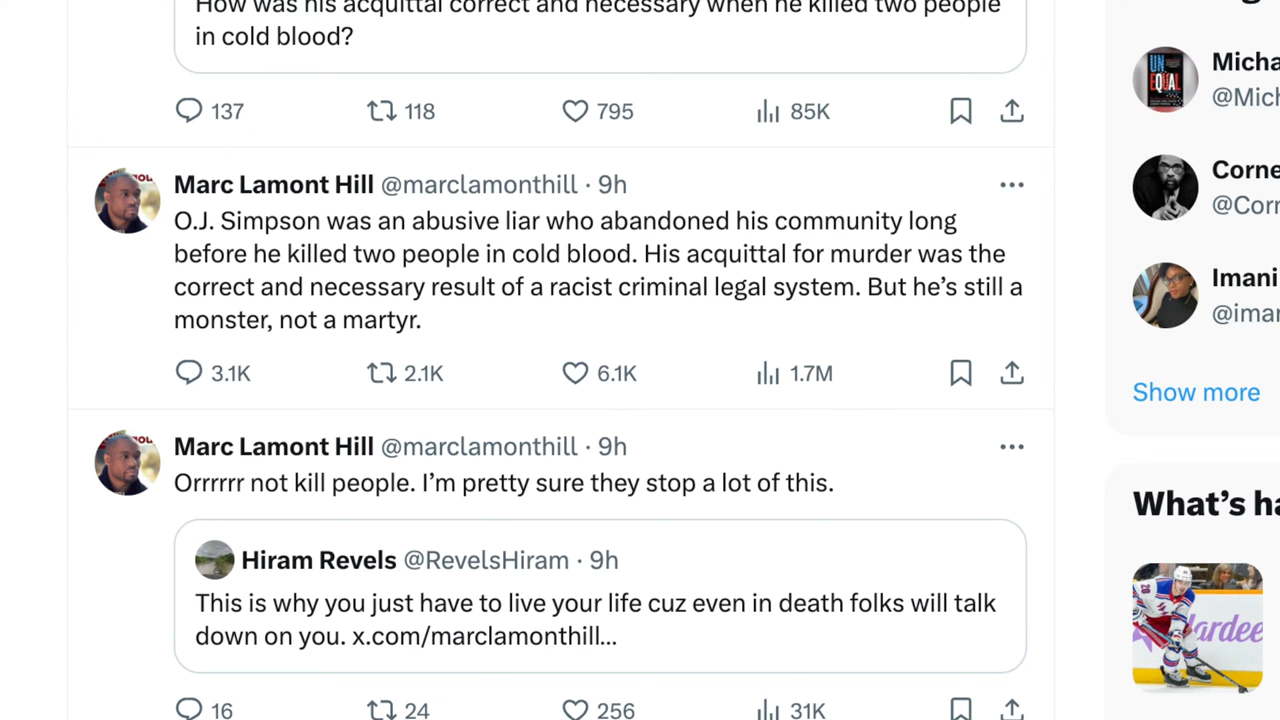 How was his acquittal correct and necessary when he killed two people
in cold blood?
137 118 795 85K
Marc Lamont Hill @marclamonthill · 9h
O.J. Simpson was an abusive liar who abandoned his community long
before he killed two people in cold blood. His acquittal for murder was the
correct and necessary result of a racist criminal legal system. But he’s still a
monster, not a martyr.
3.1K 2.1K 6.1K 1.7M
Marc Lamont Hill @marclamonthill · 9h
Orrrrrr not kill people. I’m pretty sure they stop a lot of this.
Hiram Revels @RevelsHiram · 9h
This is why you just have to live your life cuz even in death folks will talk
down on you. x.com/marclamonthill...
16 24 256 31K
UN
EQUAL
Micha
@Mich
Corne
@Corr
Imani
@imar
Show more
What’s ha
20
ardee